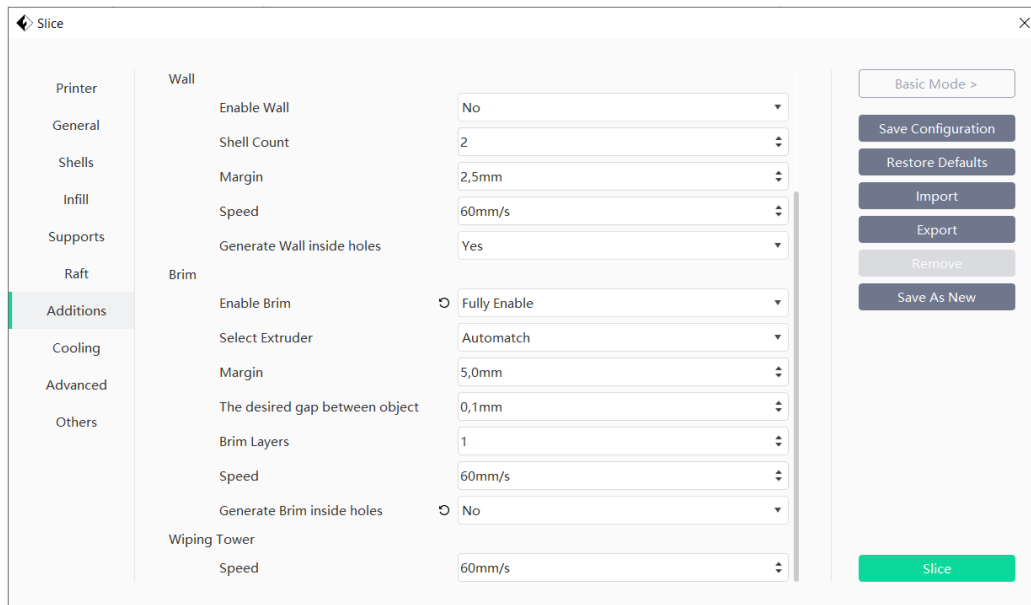 Slice
Printer
General
Shells
Infill
Supports
Raft
Additions
Cooling
Advanced
Others
Wall
Enable Wall No
Shell Count 2
Margin 2,5mm
Speed 60mm/s
Generate Wall inside holes Yes
Brim
Enable Brim Fully Enable
Select Extruder Automatch
Margin 5,0mm
The desired gap between object 0,1mm
Brim Layers 1
Speed 60mm/s
Generate Brim inside holes No
Wiping Tower
Speed 60mm/s
Basic Mode >
Save Configuration
Restore Defaults
Import
Export
Remove
Save As New
Slice